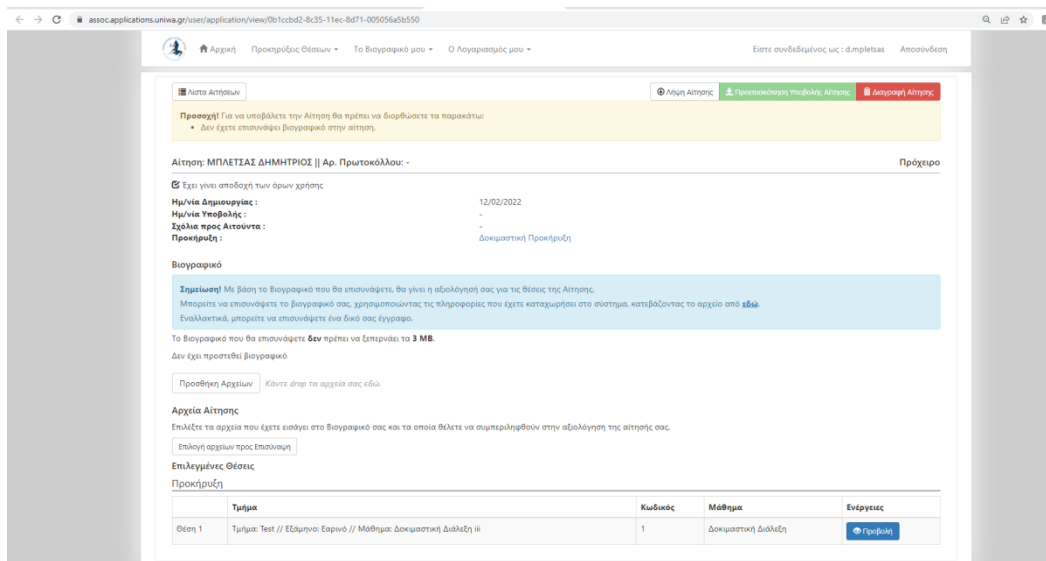 assoc.applications.uniwa.gr/user/application/view/0b1ccbd2-8c35-11ec-8d71-005056a5b550
Αρχική Προκηρύξεις Θέσεων Το Βιογραφικό μου Ο Λογαριασμός μου Είστε συνδεδεμένος ως : d.mpletsas Αποσύνδεση
Λίστα Αιτήσεων Λήψη Αίτησης Προεπισκόπηση Υποβολής Αίτησης Διαγραφή Αίτησης
Προσοχή! Για να υποβάλετε την Αίτηση θα πρέπει να διορθώσετε τα παρακάτω:
• Δεν έχετε επισυνάψει βιογραφικό στην αίτηση.
Αίτηση: ΜΠΛΕΤΣΑΣ ΔΗΜΗΤΡΙΟΣ || Αρ. Πρωτοκόλλου: - Πρόχειρο
Έχει γίνει αποδοχή των όρων χρήσης
Ημ/νία Δημιουργίας : 12/02/2022
Ημ/νία Υποβολής : -
Σχόλια προς Αιτούντα : -
Προκήρυξη : Δοκιμαστική Προκήρυξη
Βιογραφικό
Σημείωση! Με βάση το Βιογραφικό που θα επισυνάψετε, θα γίνει η αξιολόγησή σας για τις θέσεις της Αίτησης.
Μπορείτε να επισυνάψετε το βιογραφικό σας, χρησιμοποιώντας τις πληροφορίες που έχετε καταχωρήσει στο σύστημα, κατεβάζοντας το αρχείο από εδώ.
Εναλλακτικά, μπορείτε να επισυνάψετε ένα δικό σας έγγραφο.
Το Βιογραφικό που θα επισυνάψετε δεν πρέπει να ξεπερνάει τα 3 MB.
Δεν έχει προστεθεί βιογραφικό
Προσθήκη Αρχείων Κάντε drop τα αρχεία σας εδώ.
Αρχεία Αίτησης
Επιλέξτε τα αρχεία που έχετε εισάγει στο Βιογραφικό σας και τα οποία θέλετε να συμπεριληφθούν στην αξιολόγηση της αίτησής σας.
Επιλογή αρχείων προς Επισύναψη
Επιλεγμένες Θέσεις
Προκήρυξη
Τμήμα Κωδικός Μάθημα Ενέργειες
Θέση 1 Τμήμα: Test // Εξάμηνο: Εαρινό // Μάθημα: Δοκιμαστική Διάλεξη iii 1 Δοκιμαστική Διάλεξη Προβολή